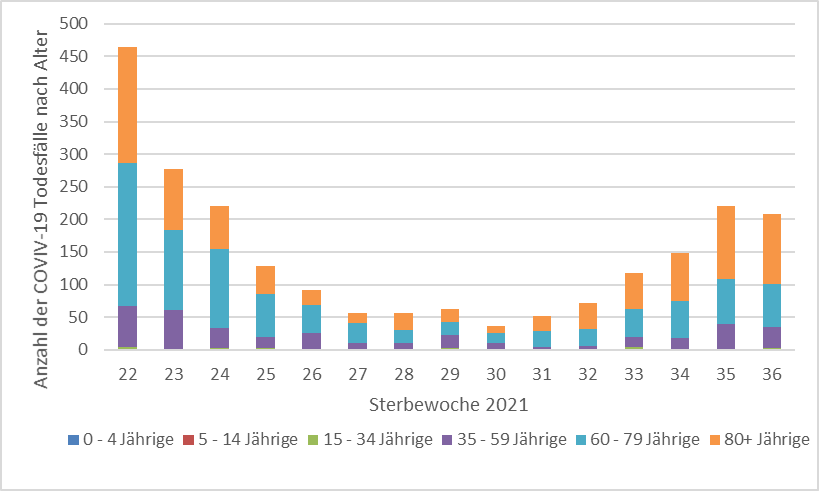 Anzahl der COVIV-19 Todesfälle nach Alter
500
450
400
350
300
250
200
150
100
50
0
22 23 24 25 26 27 28 29 30 31 32 33 34 35 36
Sterbewoche 2021
0 - 4 Jährige 5 - 14 Jährige 15 - 34 Jährige 35 - 59 Jährige 60 - 79 Jährige 80+ Jährige